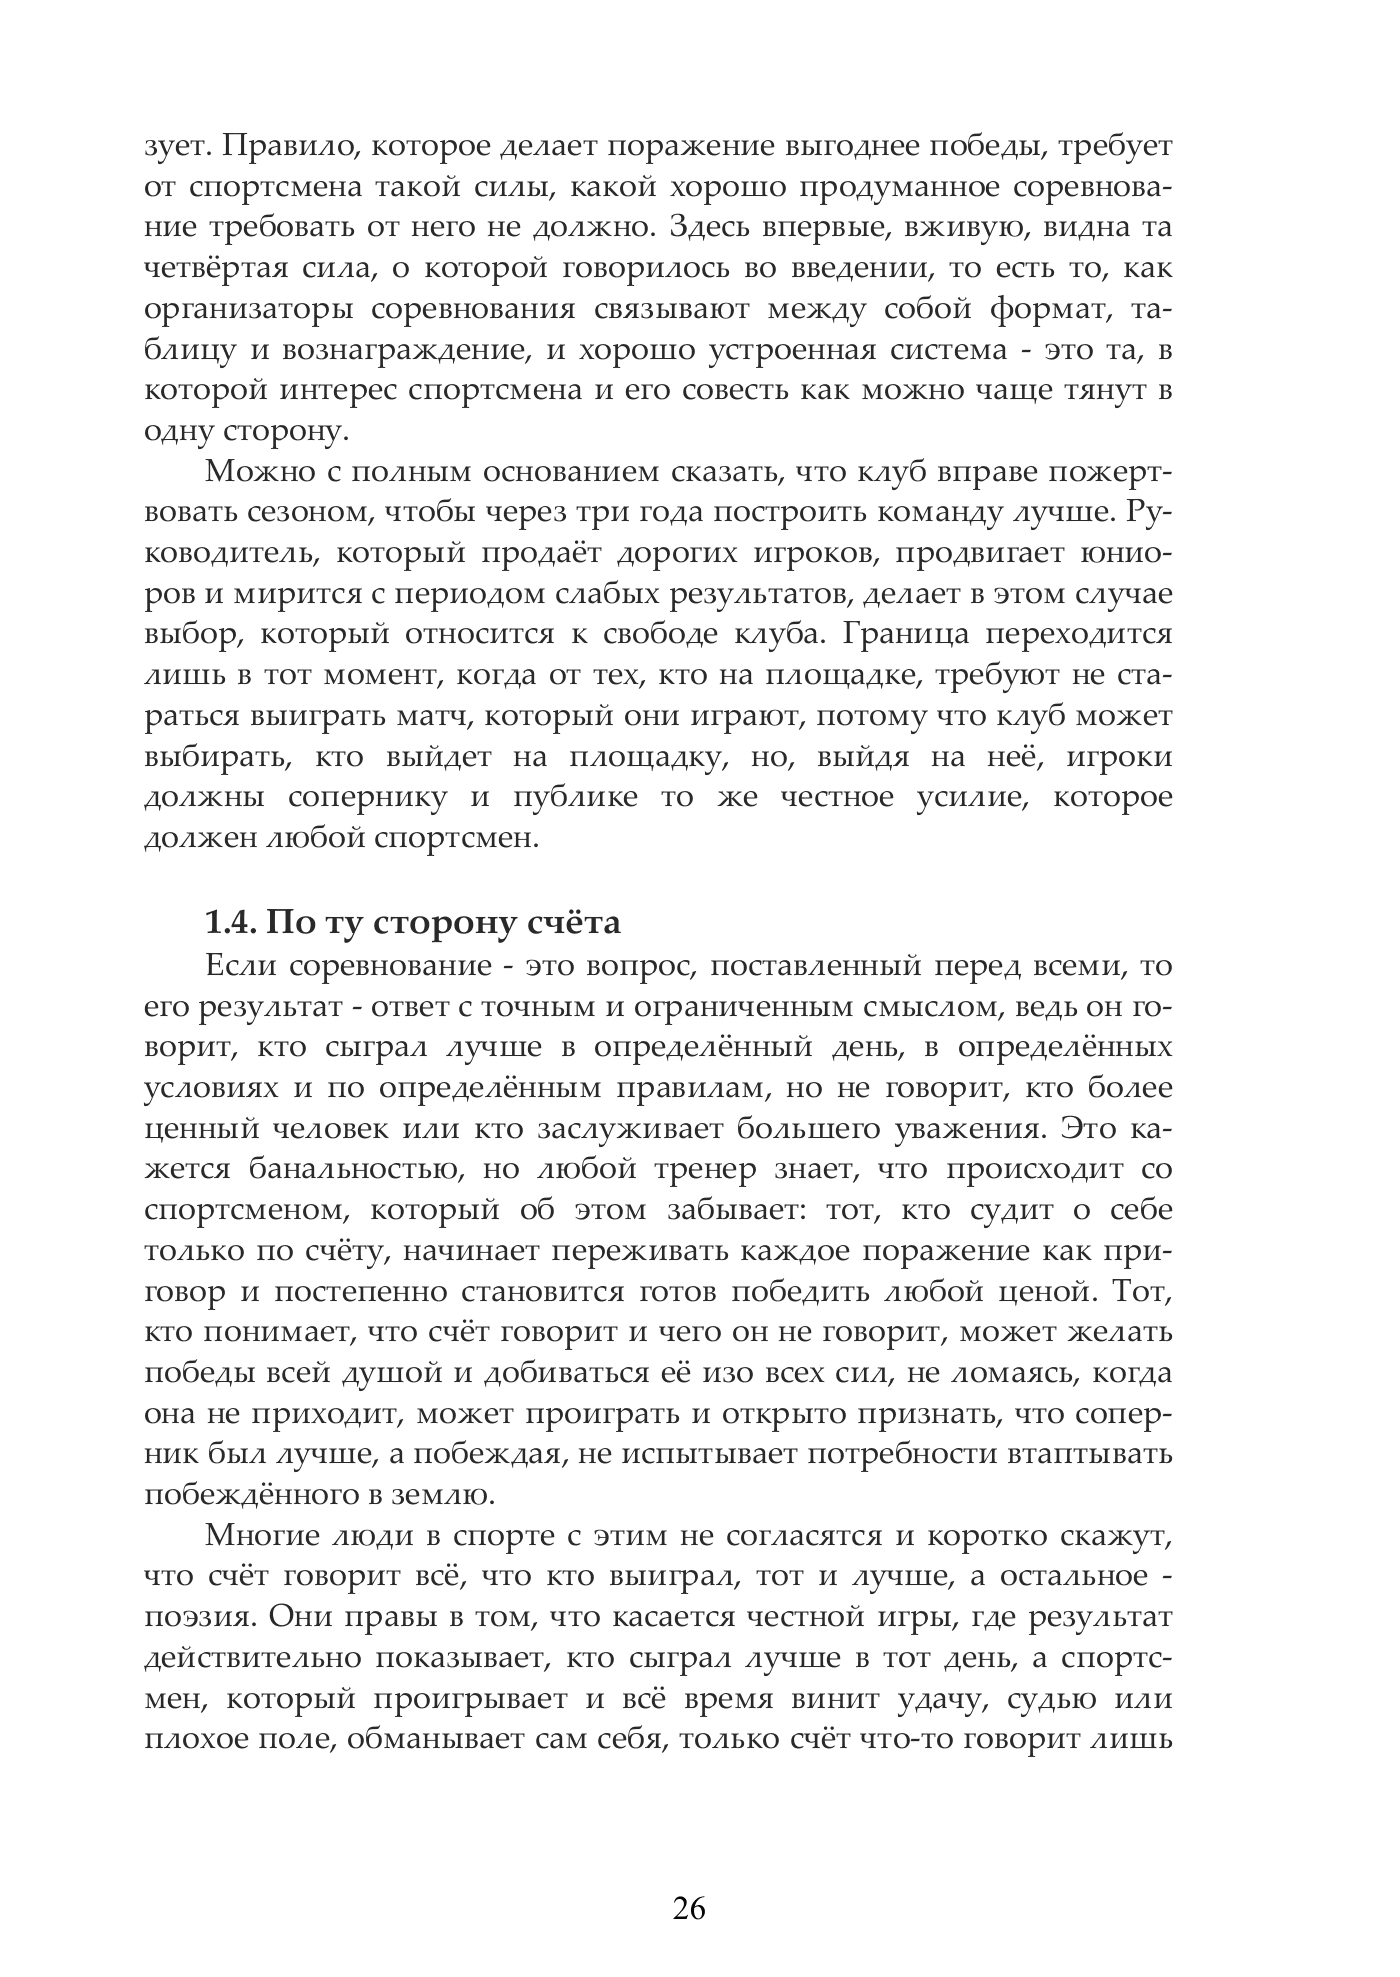 зует. Правило, которое делает поражение выгоднее победы, требует
от спортсмена такой силы, какой хорошо продуманное соревнова-
ние требовать от него не должно. Здесь впервые, вживую, видна та
четвёртая сила, о которой говорилось во введении, то есть то, как
организаторы соревнования связывают между собой формат, та-
блицу и вознаграждение, и хорошо устроенная система - это та, в
которой интерес спортсмена и его совесть как можно чаще тянут в
одну сторону.
Можно с полным основанием сказать, что клуб вправе пожерт-
вовать сезоном, чтобы через три года построить команду лучше. Ру-
ководитель, который продаёт дорогих игроков, продвигает юнио-
ров и мирится с периодом слабых результатов, делает в этом случае
выбор, который относится к свободе клуба. Граница переходится
лишь в тот момент, когда от тех, кто на площадке, требуют не ста-
раться выиграть матч, который они играют, потому что клуб может
выбирать, кто выйдет на площадку, но, выйдя на неё, игроки
должны сопернику и публике то же честное усилие, которое
должен любой спортсмен.
1.4. По ту сторону счёта
Если соревнование - это вопрос, поставленный перед всеми, то
его результат - ответ с точным и ограниченным смыслом, ведь он го-
ворит, кто сыграл лучше в определённый день, в определённых
условиях и по определённым правилам, но не говорит, кто более
ценный человек или кто заслуживает большего уважения. Это ка-
жется банальностью, но любой тренер знает, что происходит со
спортсменом, который об этом забывает: тот, кто судит о себе
только по счёту, начинает переживать каждое поражение как при-
говор и постепенно становится готов победить любой ценой. Тот,
кто понимает, что счёт говорит и чего он не говорит, может желать
победы всей душой и добиваться её изо всех сил, не ломаясь, когда
она не приходит, может проиграть и открыто признать, что сопер-
ник был лучше, а побеждая, не испытывает потребности втаптывать
побеждённого в землю.
Многие люди в спорте с этим не согласятся и коротко скажут,
что счёт говорит всё, что кто выиграл, тот и лучше, а остальное -
поэзия. Они правы в том, что касается честной игры, где результат
действительно показывает, кто сыграл лучше в тот день, а спортс-
мен, который проигрывает и всё время винит удачу, судью или
плохое поле, обманывает сам себя, только счёт что-то говорит лишь
26